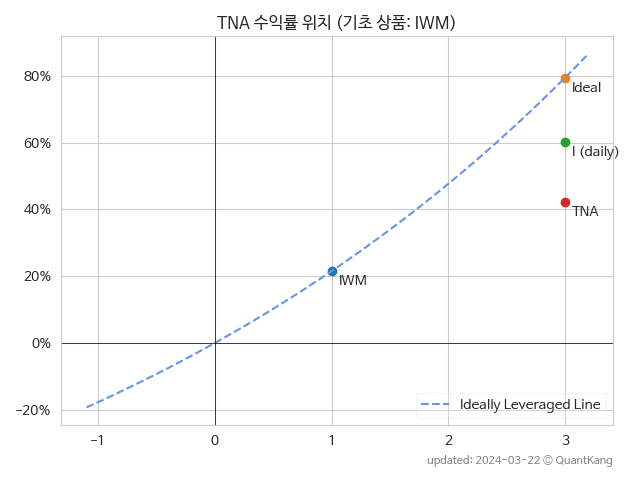 TNA 수익률 위치 (기초 상품: IWM)
80%
60%
40%
20%
0%
−20%
Ideal
I (daily)
TNA
IWM
Ideally Leveraged Line
−1
0
1
2
3
updated: 2024-03-22 © QuantKang